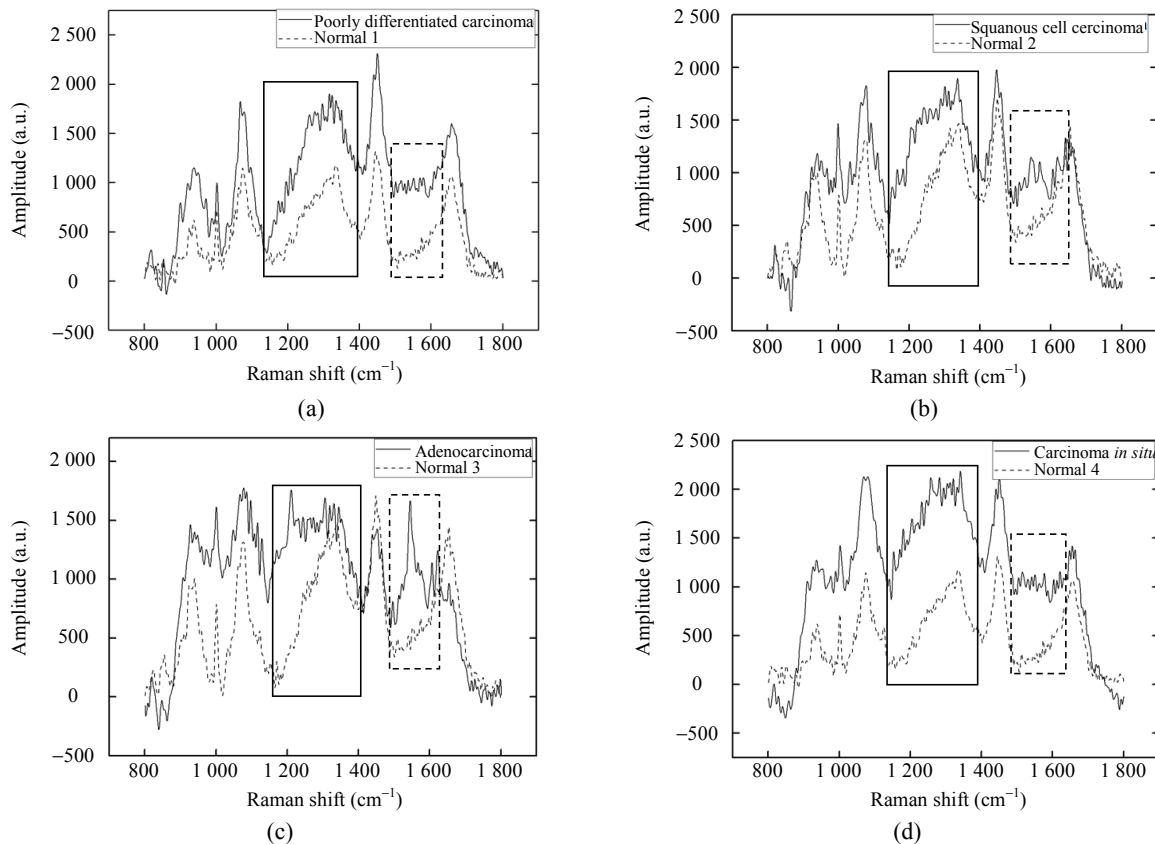 Poorly differentiated carcinoma
Normal 1
2 500
2 000
1 500
1 000
500
0
−500
Amplitude (a.u.)
800 1 000 1 200 1 400 1 600 1 800
Raman shift (cm⁻¹)
(a)
Squanous cell cercinoma
Normal 2
2 500
2 000
1 500
1 000
500
0
−500
Amplitude (a.u.)
800 1 000 1 200 1 400 1 600 1 800
Raman shift (cm⁻¹)
(b)
Adenocarcinoma
Normal 3
2 000
1 500
1 000
500
0
−500
Amplitude (a.u.)
800 1 000 1 200 1 400 1 600 1 800
Raman shift (cm⁻¹)
(c)
Carcinoma in situ
Normal 4
2 500
2 000
1 500
1 000
500
0
−500
Amplitude (a.u.)
800 1 000 1 200 1 400 1 600 1 800
Raman shift (cm⁻¹)
(d)